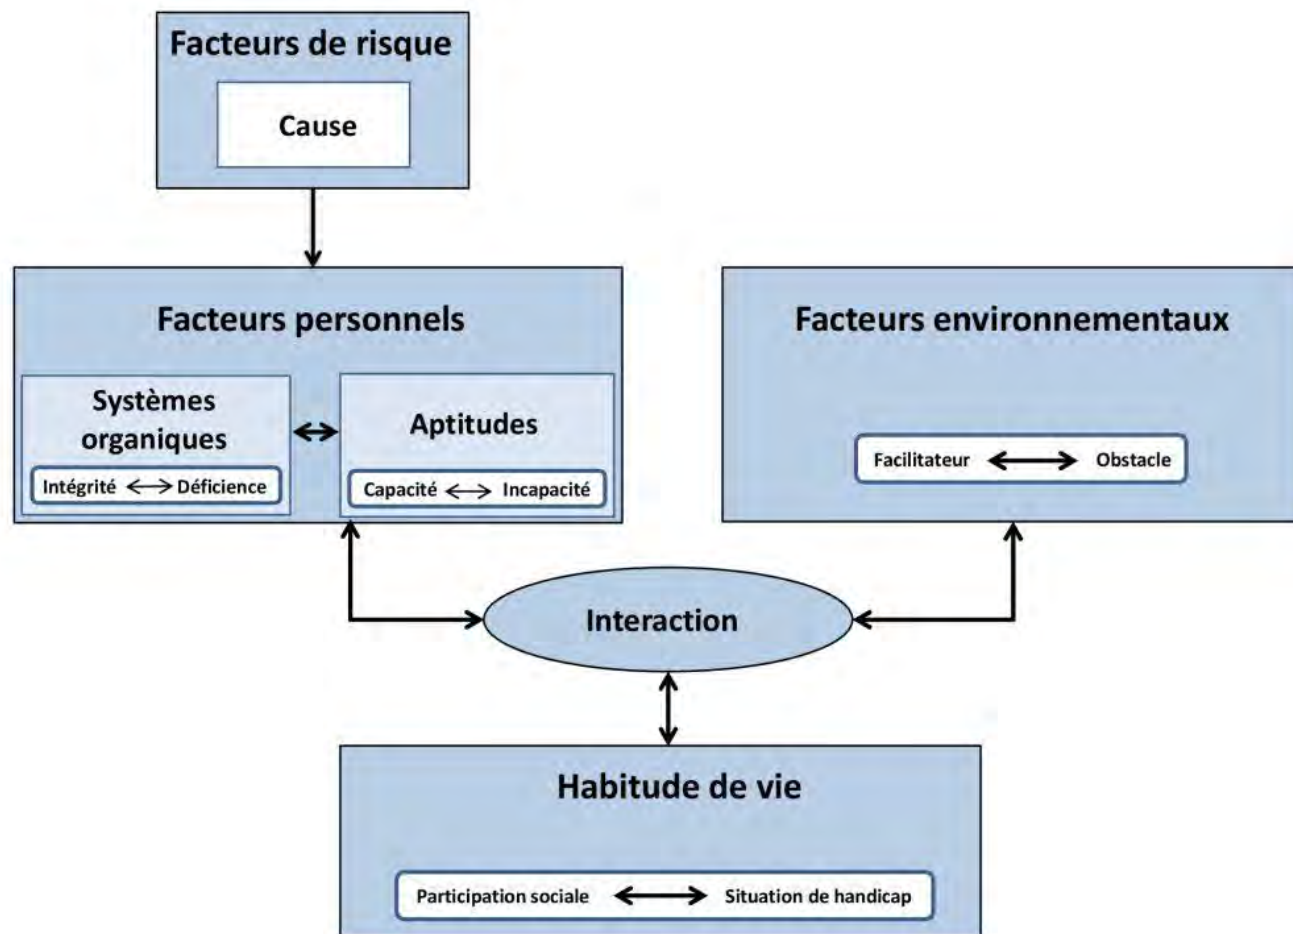 Facteurs de risque
Cause
Facteurs personnels
Systèmes
organiques
Intégrité
Déficience
Aptitudes
Capacité
Incapacité
Facteurs environnementaux
Facilitateur
Obstacle
Interaction
Habitude de vie
Participation sociale
Situation de handicap